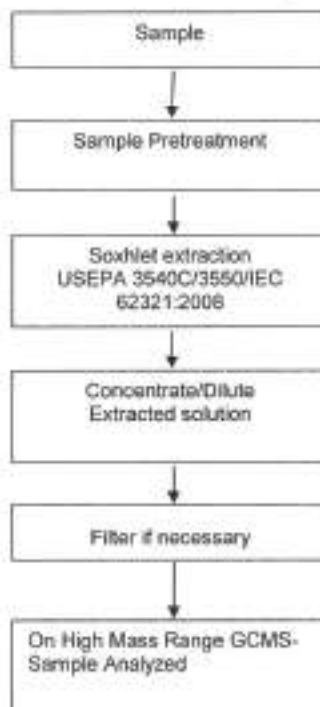 Sample
Sample Pretreatment
Soxhlet extraction
USEPA 3540C/3550/IEC
62321:2008
Concentrate/Dilute
Extracted solution
Filter if necessary
On High Mass Range GCMS-
Sample Analyzed